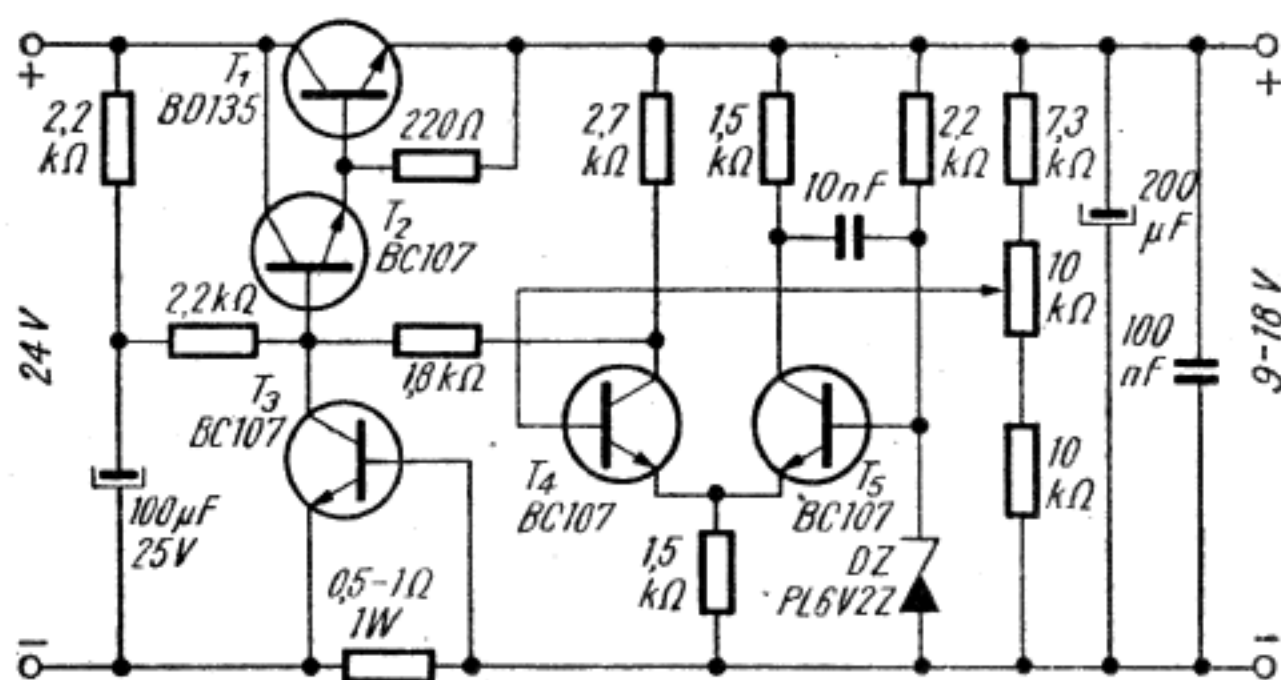 +
T1
BD135
2,2
kΩ
220Ω
2,7
kΩ
1,5
kΩ
2,2
kΩ
7,3
kΩ
+
10nF
200
µF
T2
BC107
2,2kΩ
10
kΩ
24V
1,8kΩ
100
nF
9-18V
T3
BC107
T4
BC107
T5
BC107
10
kΩ
100µF
25V
0,5-1Ω
1W
1,5
kΩ
DZ
PL6V2Z
−
-